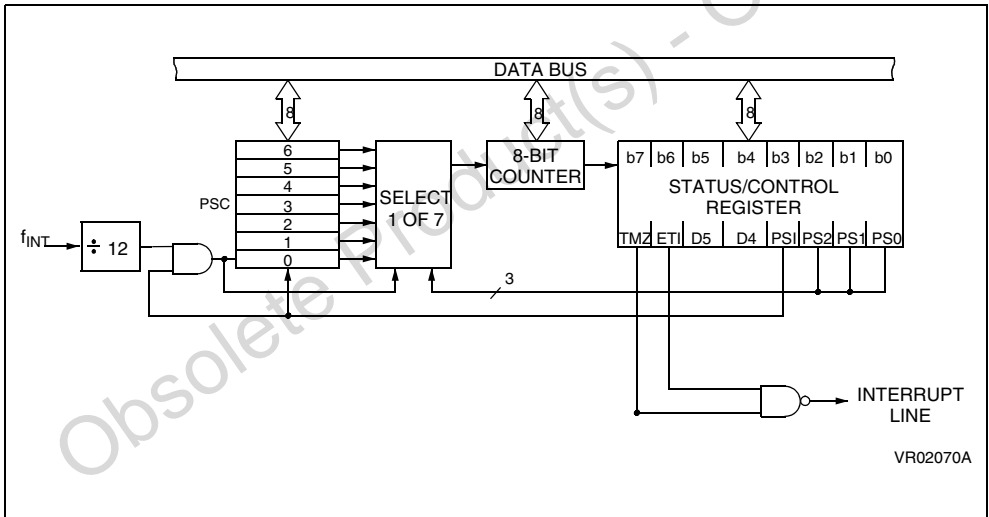 Obsolete Product(s) - O
DATA BUS
8
8
8
6
5
4
3
2
1
0
PSC
SELECT
1 OF 7
8-BIT
COUNTER
b7 b6 b5 b4 b3 b2 b1 b0
STATUS/CONTROL
REGISTER
TMZ ETI D5 D4 PSI PS2 PS1 PS0
fINT
÷ 12
3
INTERRUPT
LINE
VR02070A